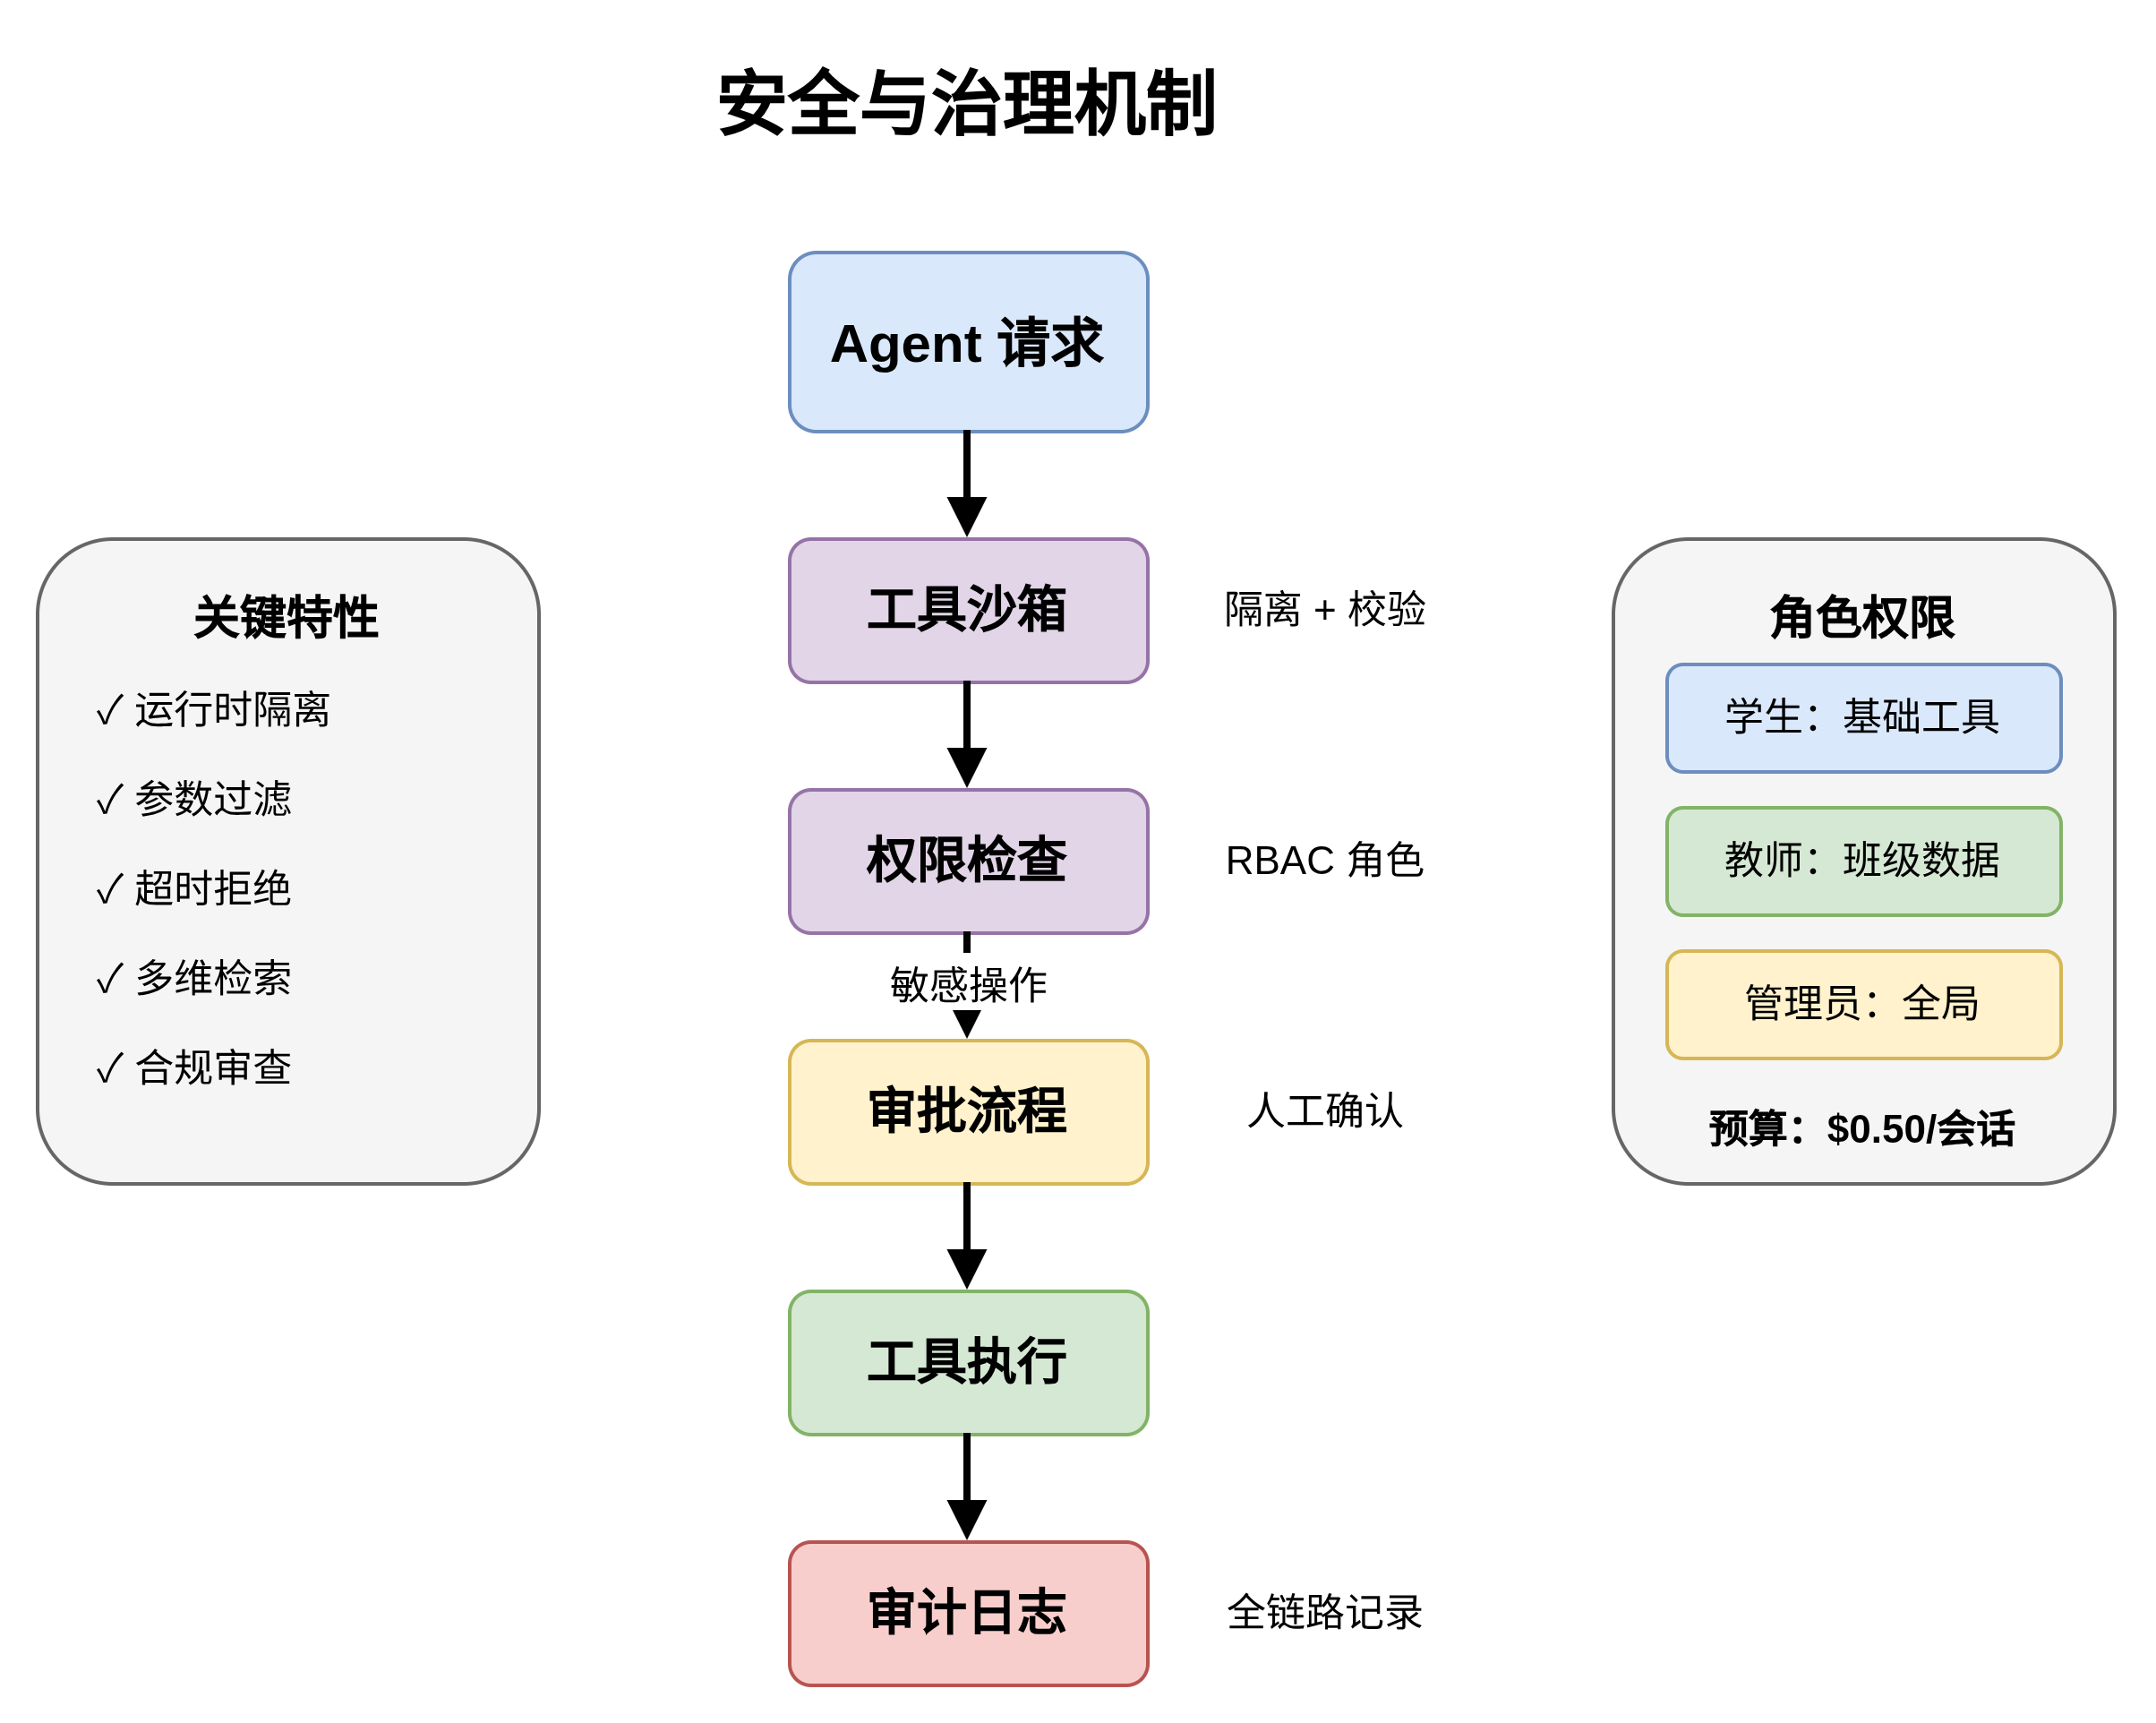 安全与治理机制
Agent 请求
工具沙箱
隔离 + 校验
权限检查
RBAC 角色
敏感操作
审批流程
人工确认
工具执行
审计日志
全链路记录
关键特性
✓ 运行时隔离
✓ 参数过滤
✓ 超时拒绝
✓ 多维检索
✓ 合规审查
角色权限
学生：基础工具
教师：班级数据
管理员：全局
预算：$0.50/会话